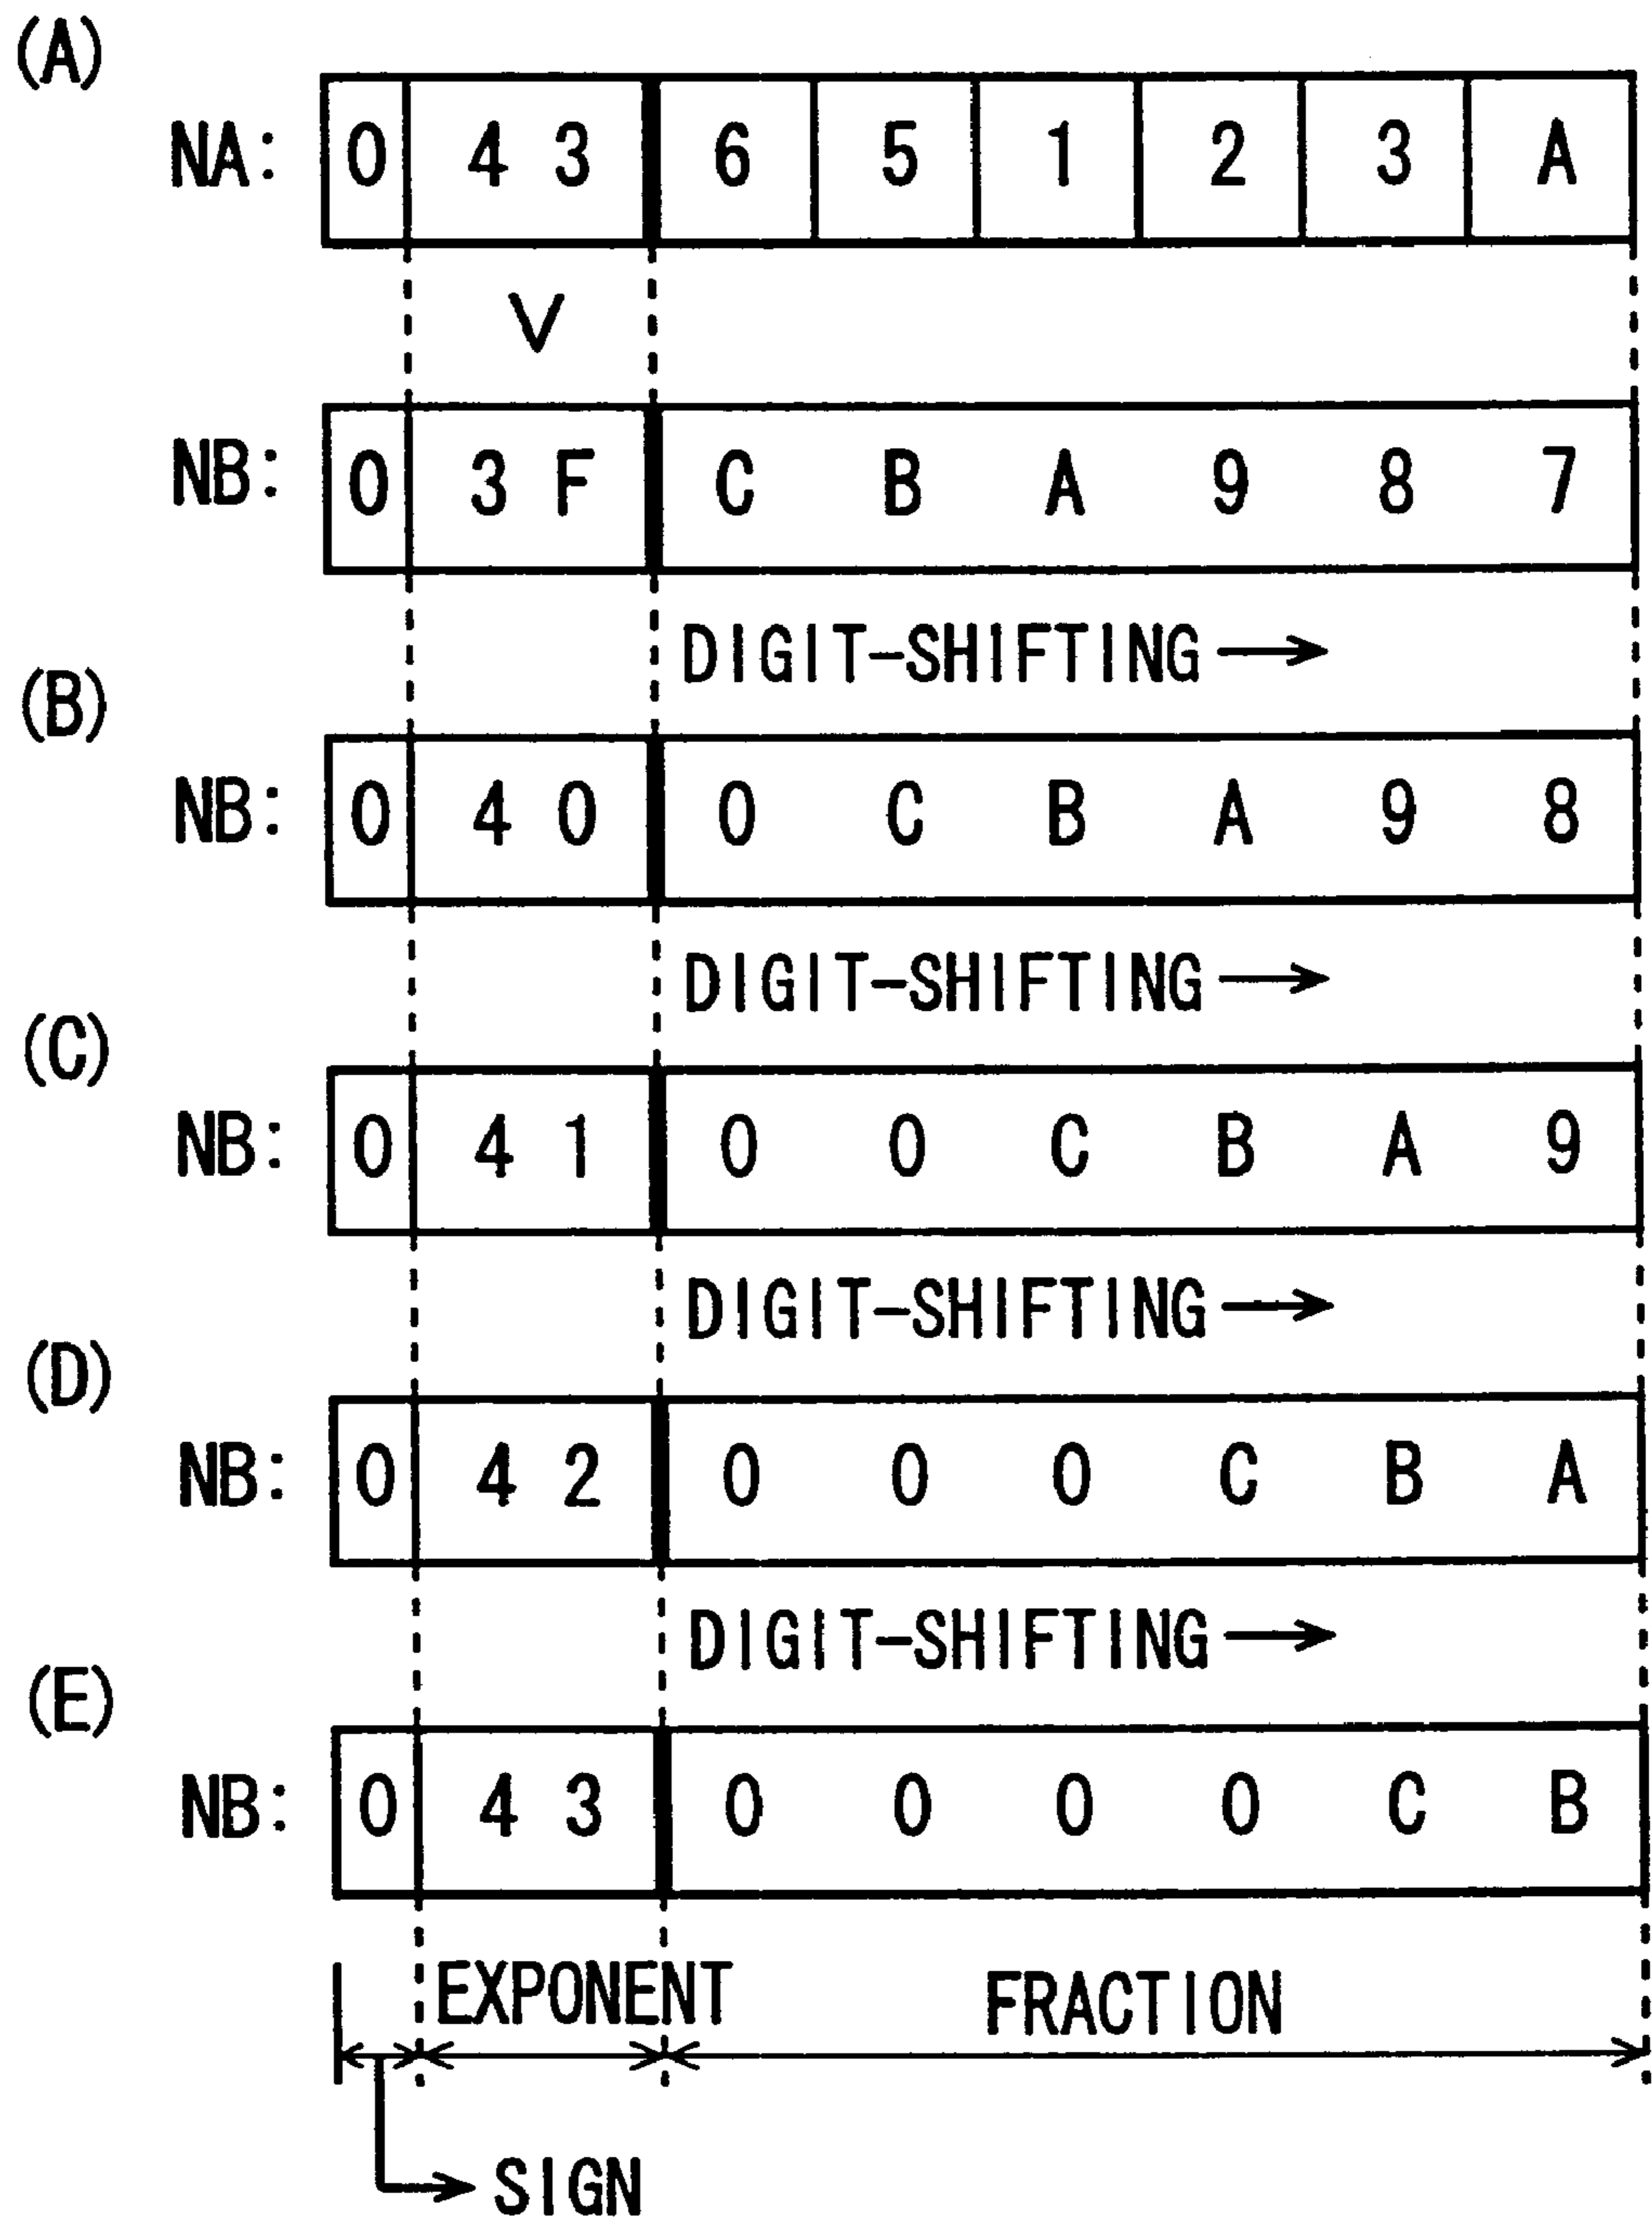 (A)
NA: 0 4 3 6 5 1 2 3 A
V
NB: 0 3 F C B A 9 8 7
DIGIT-SHIFTING →
(B)
NB: 0 4 0 0 C B A 9 8
DIGIT-SHIFTING →
(C)
NB: 0 4 1 0 0 C B A 9
DIGIT-SHIFTING →
(D)
NB: 0 4 2 0 0 0 C B A
DIGIT-SHIFTING →
(E)
NB: 0 4 3 0 0 0 0 C B
EXPONENT FRACTION
SIGN